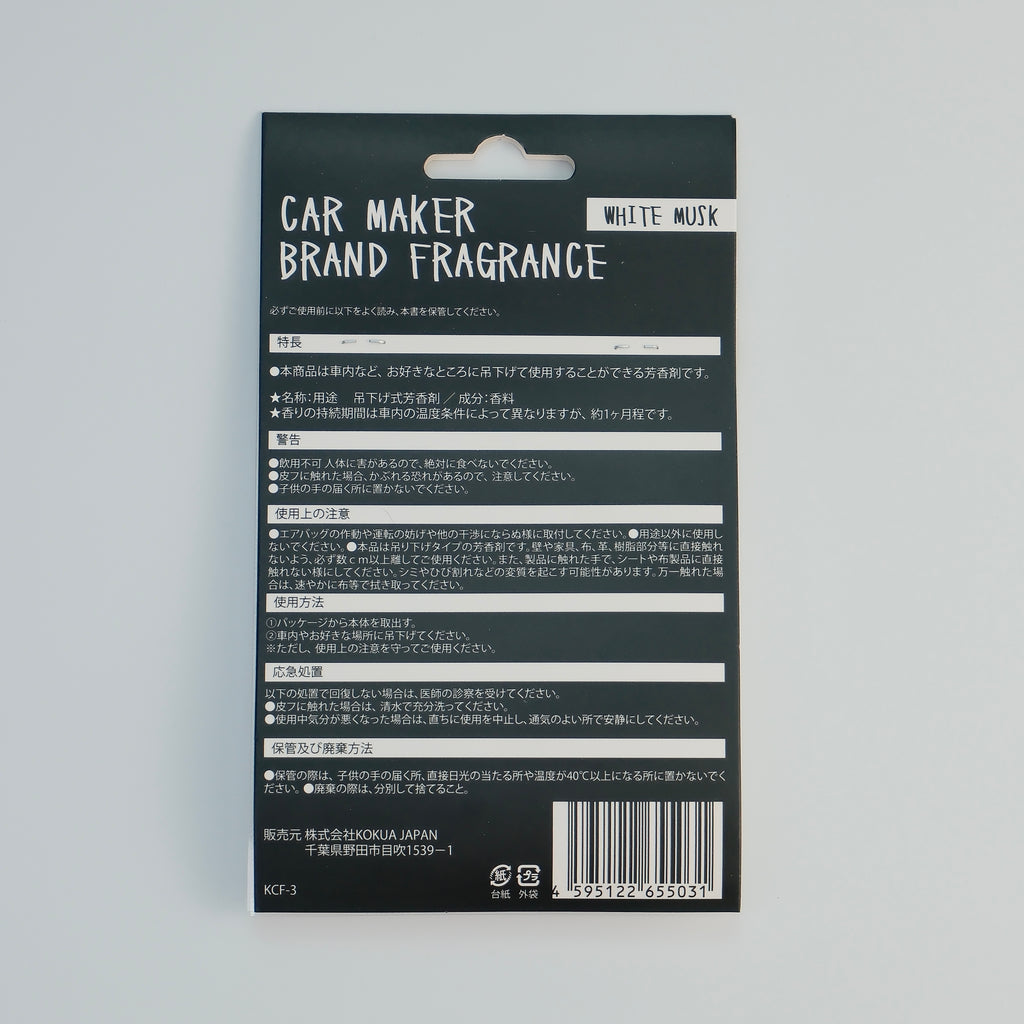 CAR MAKER
BRAND FRAGRANCE
WHITE MUSK
必ずご使用前に以下をよく読み、本書を保管してください。
特長
●本商品は車内など、お好きなところに吊下げて使用することができる芳香剤です。
★名称：用途　吊下げ式芳香剤 ／ 成分：香料
★香りの持続期間は車内の温度条件によって異なりますが、約1ヶ月程です。
警告
●飲用不可 人体に害があるので、絶対に食べないでください。
●皮フに触れた場合、かぶれる恐れがあるので、注意してください。
●子供の手の届く所に置かないでください。
使用上の注意
●エアバッグの作動や運転の妨げや他の干渉にならぬ様に取付してください。●用途以外に使用し
ないでください。●本品は吊り下げタイプの芳香剤です。壁や家具、布、革、樹脂部分等に直接触れ
ないよう、必ず数ｃｍ以上離してご使用ください。また、製品に触れた手で、シートや布製品に直接
触れない様にしてください。シミやひび割れなどの変質を起こす可能性があります。万一触れた場
合は、速やかに布等で拭き取ってください。
使用方法
①パッケージから本体を取出す。
②車内やお好きな場所に吊下げてください。
※ただし、使用上の注意を守ってご使用ください。
応急処置
以下の処置で回復しない場合は、医師の診察を受けてください。
●皮フに触れた場合は、清水で充分洗ってください。
●使用中気分が悪くなった場合は、直ちに使用を中止し、通気のよい所で安静にしてください。
保管及び廃棄方法
●保管の際は、子供の手の届く所、直接日光の当たる所や温度が40℃以上になる所に置かないでく
ださい。●廃棄の際は、分別して捨てること。
販売元 株式会社KOKUA JAPAN
千葉県野田市目吹1539－1
KCF-3
紙
台紙
プラ
外袋
4 595122 655031